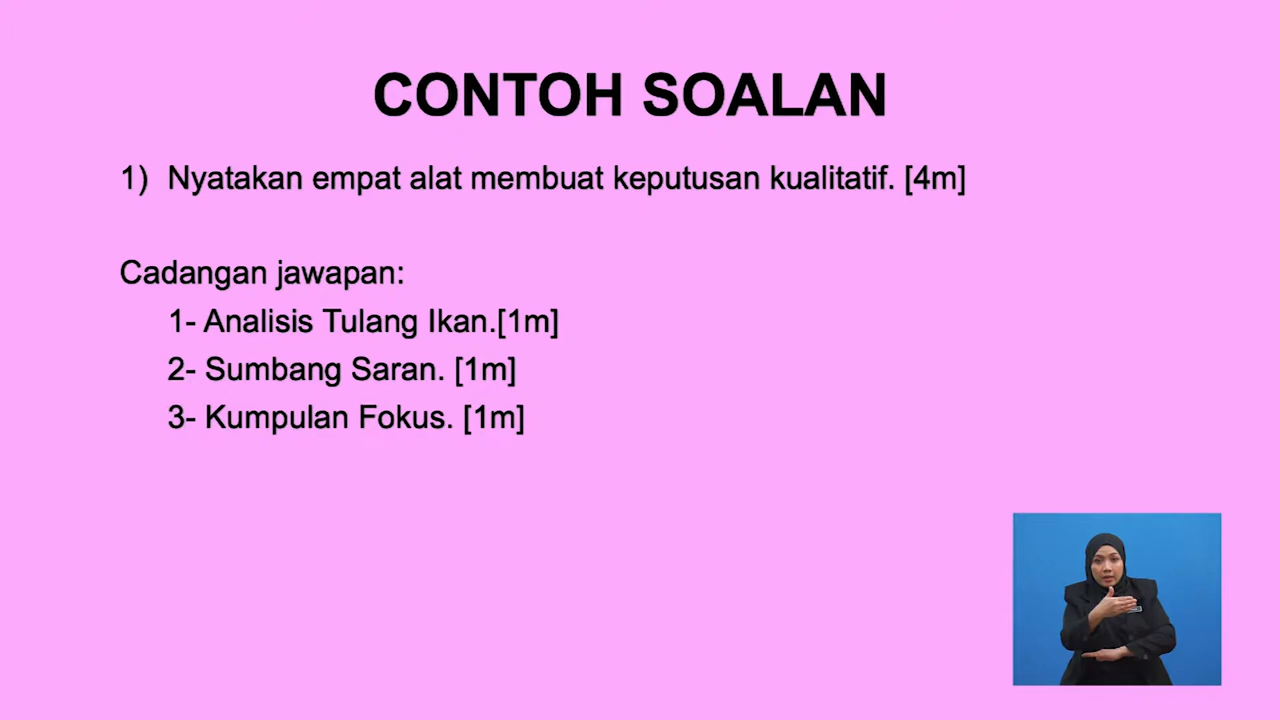 CONTOH SOALAN
1) Nyatakan empat alat membuat keputusan kualitatif. [4m]
Cadangan jawapan:
1- Analisis Tulang Ikan.[1m]
2- Sumbang Saran. [1m]
3- Kumpulan Fokus. [1m]